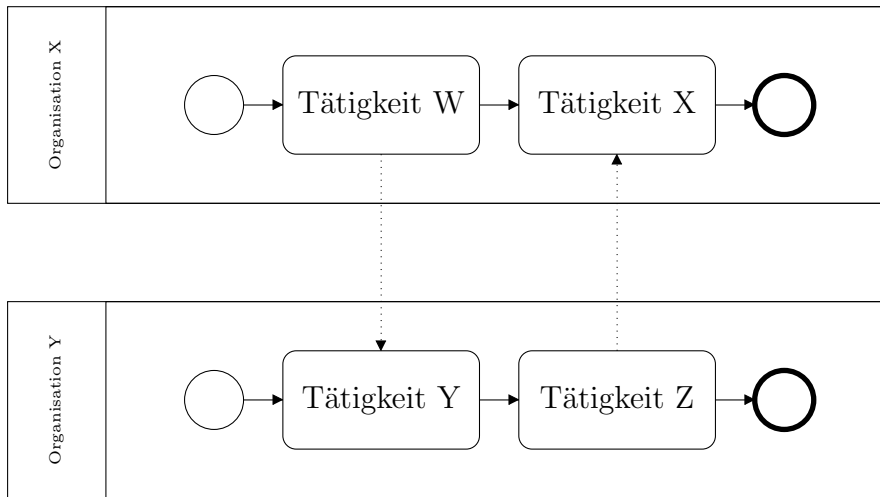 Organisation X
Tätigkeit W
Tätigkeit X
Organisation Y
Tätigkeit Y
Tätigkeit Z